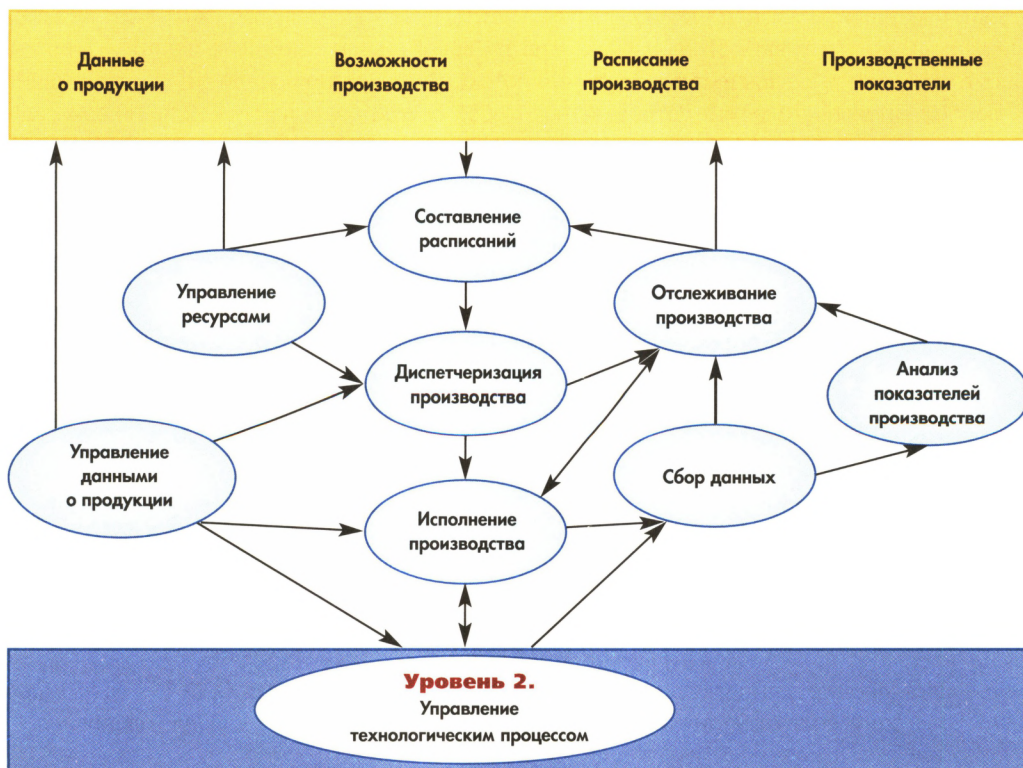 Данные
о продукции
Возможности
производства
Расписание
производства
Производственные
показатели
Составление
расписаний
Управление
ресурсами
Отслеживание
производства
Диспетчеризация
производства
Анализ
показателей
производства
Управление
данными
о продукции
Сбор данных
Исполнение
производства
Уровень 2.
Управление
технологическим процессом